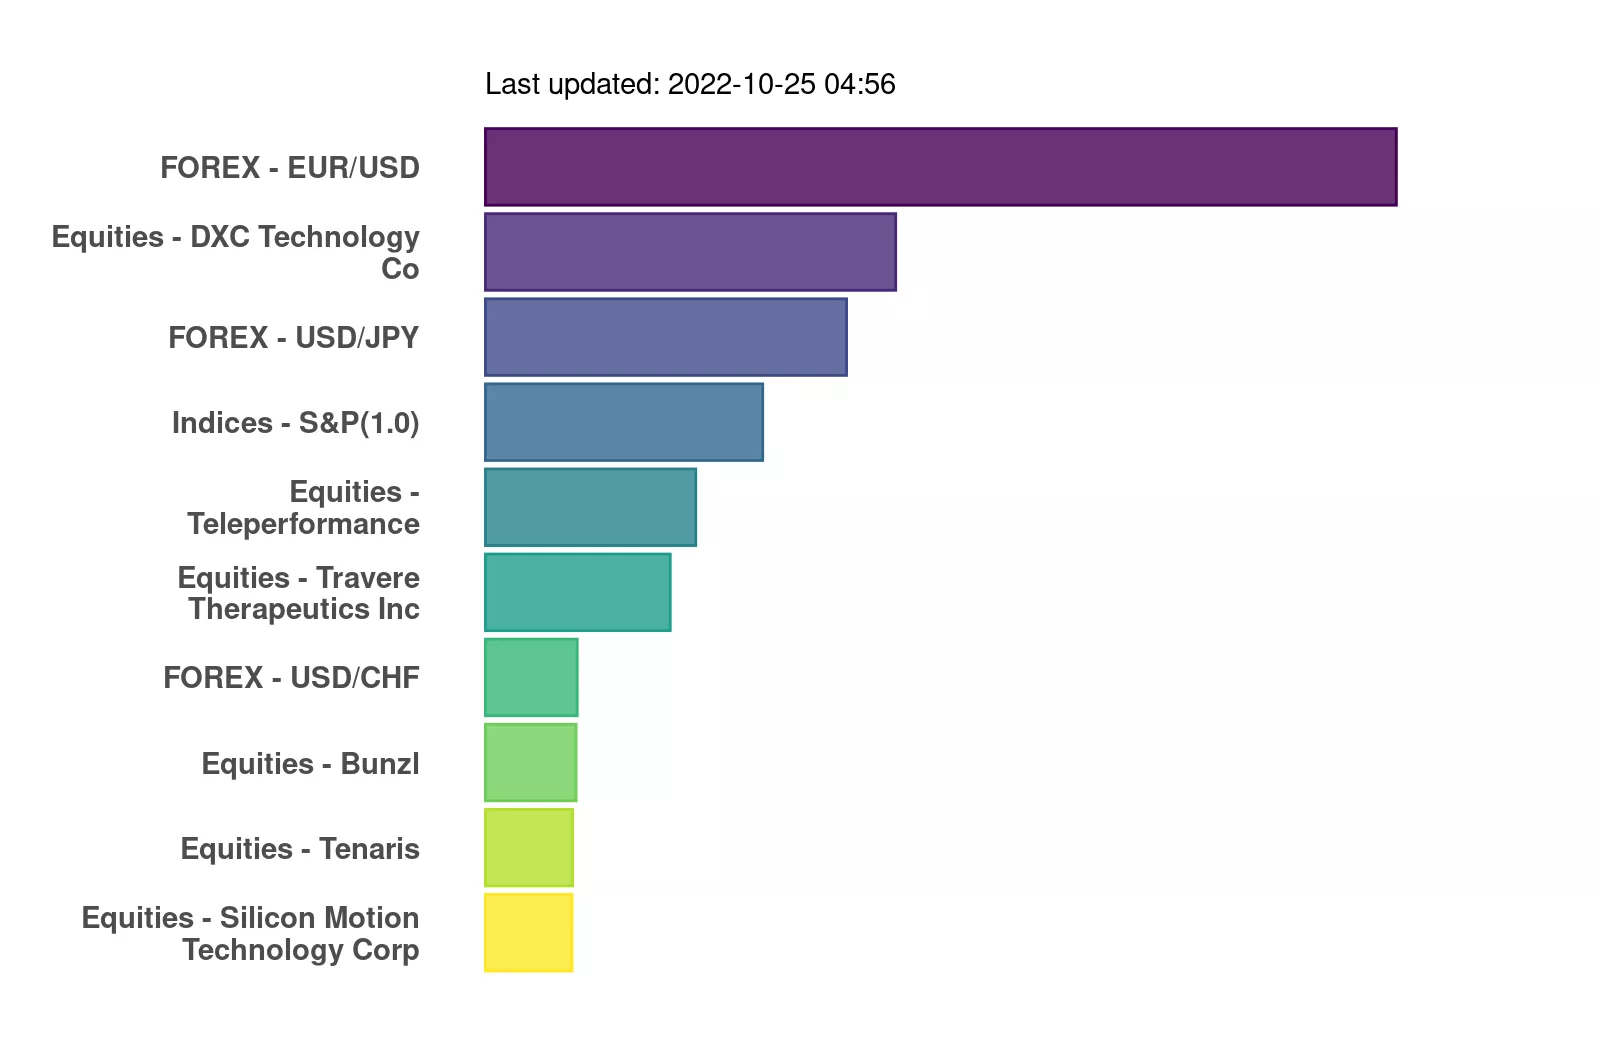 Last updated: 2022-10-25 04:56
FOREX - EUR/USD
Equities - DXC Technology
Co
FOREX - USD/JPY
Indices - S&P(1.0)
Equities -
Teleperformance
Equities - Travere
Therapeutics Inc
FOREX - USD/CHF
Equities - Bunzl
Equities - Tenaris
Equities - Silicon Motion
Technology Corp